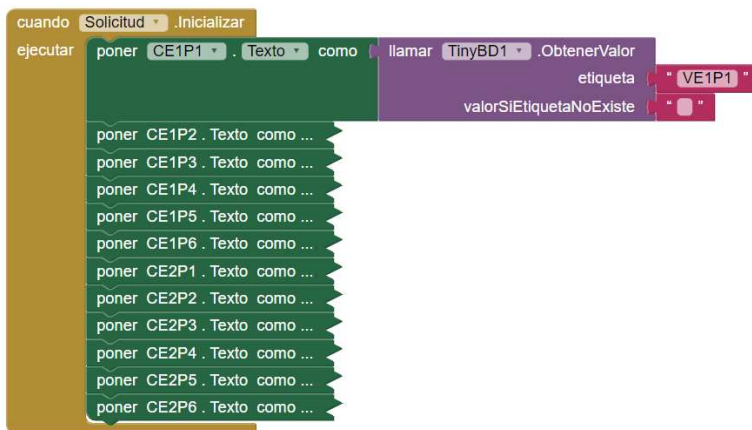 cuando Solicitud .Inicializar
ejecutar poner CE1P1 . Texto como llamar TinyBD1 .ObtenerValor
etiqueta " VE1P1 "
valorSiEtiquetaNoExiste " "
poner CE1P2 . Texto como ...
poner CE1P3 . Texto como ...
poner CE1P4 . Texto como ...
poner CE1P5 . Texto como ...
poner CE1P6 . Texto como ...
poner CE2P1 . Texto como ...
poner CE2P2 . Texto como ...
poner CE2P3 . Texto como ...
poner CE2P4 . Texto como ...
poner CE2P5 . Texto como ...
poner CE2P6 . Texto como ...